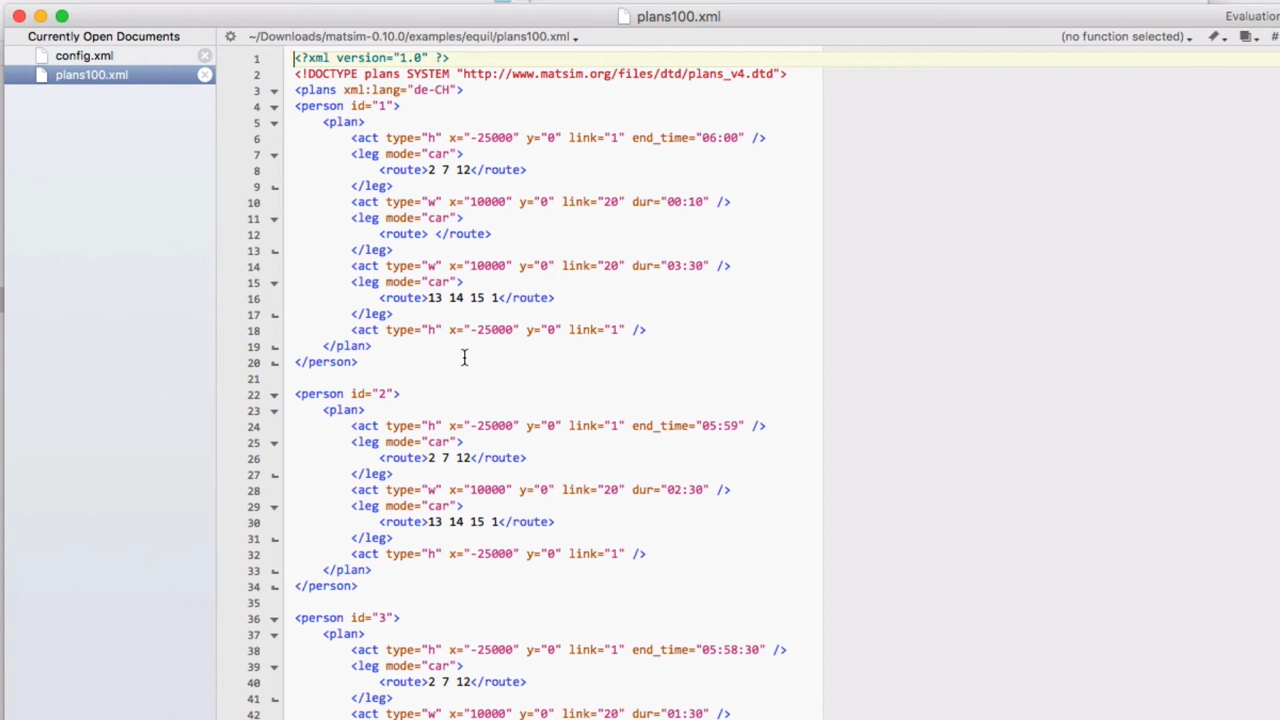 plans100.xml
Evaluation
Currently Open Documents
~/Downloads/matsim-0.10.0/examples/equil/plans100.xml
(no function selected)
#
config.xml
plans100.xml
1 <?xml version="1.0" ?>
2 <!DOCTYPE plans SYSTEM "http://www.matsim.org/files/dtd/plans_v4.dtd">
3 <plans xml:lang="de-CH">
4 <person id="1">
5 <plan>
6 <act type="h" x="-25000" y="0" link="1" end_time="06:00" />
7 <leg mode="car">
8 <route>2 7 12</route>
9 </leg>
10 <act type="w" x="10000" y="0" link="20" dur="00:10" />
11 <leg mode="car">
12 <route> </route>
13 </leg>
14 <act type="w" x="10000" y="0" link="20" dur="03:30" />
15 <leg mode="car">
16 <route>13 14 15 1</route>
17 </leg>
18 <act type="h" x="-25000" y="0" link="1" />
19 </plan>
20 </person>
21
22 <person id="2">
23 <plan>
24 <act type="h" x="-25000" y="0" link="1" end_time="05:59" />
25 <leg mode="car">
26 <route>2 7 12</route>
27 </leg>
28 <act type="w" x="10000" y="0" link="20" dur="02:30" />
29 <leg mode="car">
30 <route>13 14 15 1</route>
31 </leg>
32 <act type="h" x="-25000" y="0" link="1" />
33 </plan>
34 </person>
35
36 <person id="3">
37 <plan>
38 <act type="h" x="-25000" y="0" link="1" end_time="05:58:30" />
39 <leg mode="car">
40 <route>2 7 12</route>
41 </leg>
42 <act type="w" x="10000" y="0" link="20" dur="01:30" />